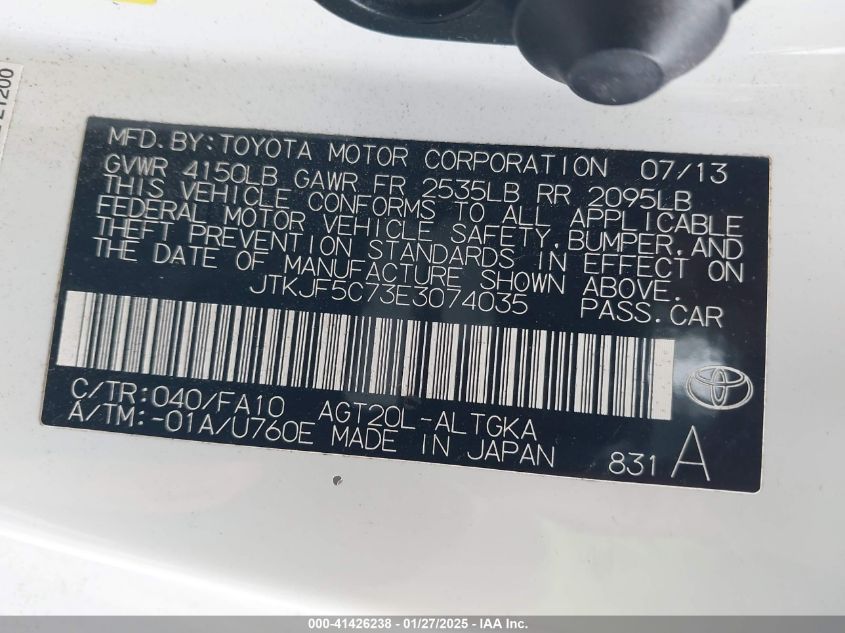 21200
MFD. BY: TOYOTA MOTOR CORPORATION 07/13
GVWR 4150LB GAWR FR 2535LB RR 2095LB
THIS VEHICLE CONFORMS TO ALL APPLICABLE
FEDERAL MOTOR VEHICLE SAFETY, BUMPER, AND
THEFT PREVENTION STANDARDS IN EFFECT ON
THE DATE OF MANUFACTURE SHOWN ABOVE.
JTKJF5C73E3074035 PASS. CAR
C/TR: 040/FA10 AGT20L-ALTGKA
A/TM: -01A/U760E MADE IN JAPAN 831 A
000-41426238 - 01/27/2025 - IAA Inc.